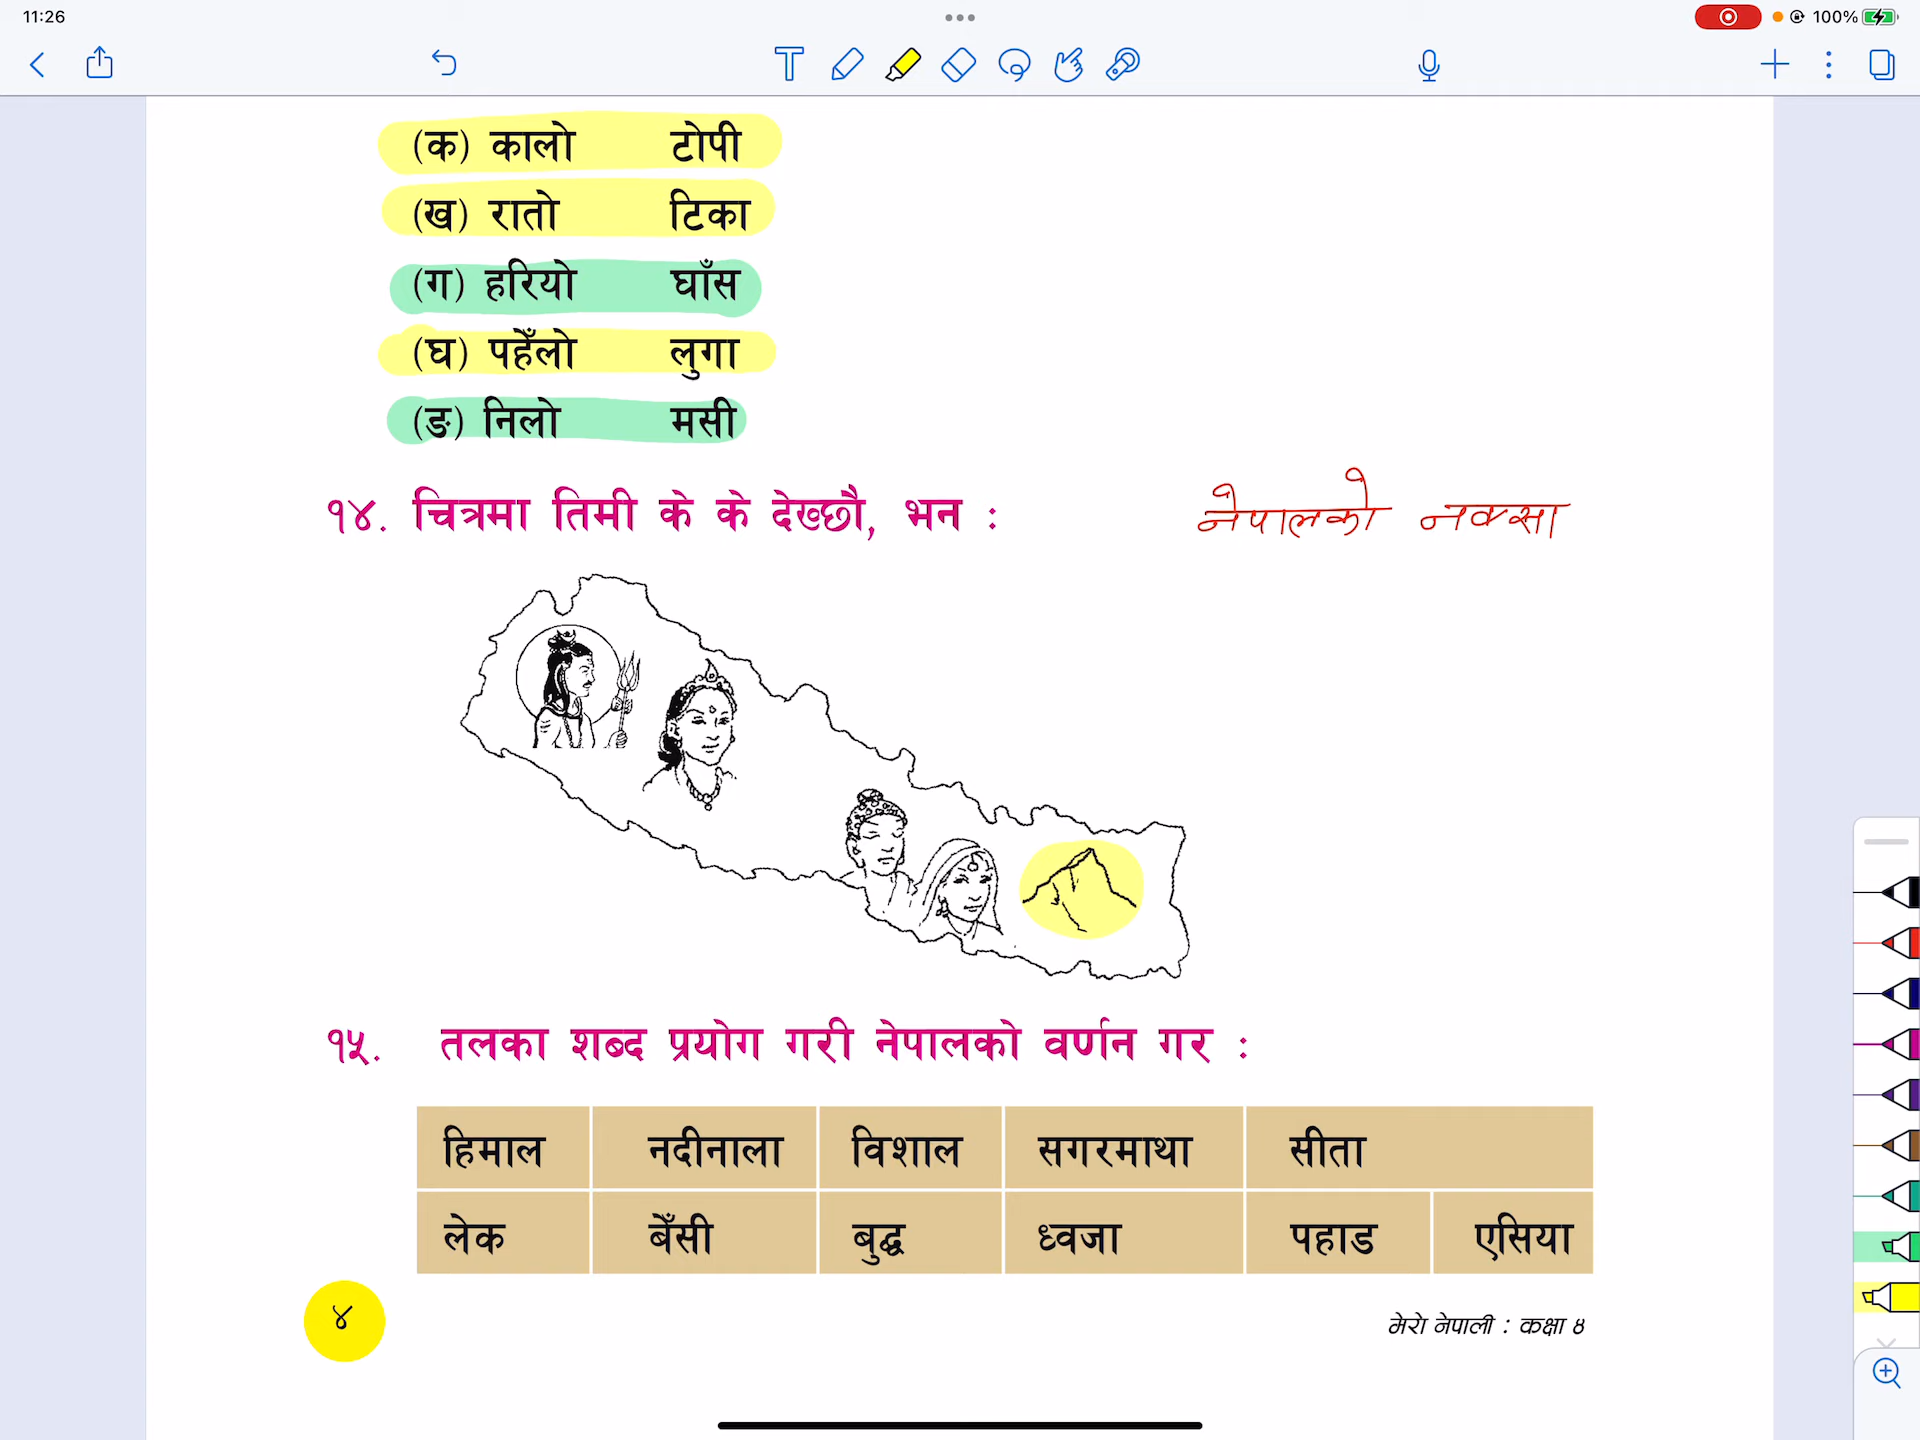 11:26
100%
(क) कालो टोपी
(ख) रातो टिका
(ग) हरियो घाँस
(घ) पहेँलो लुगा
(ङ) निलो मसी
१४. चित्रमा तिमी के के देख्छौ, भन :
नेपालको नक्सा
१५. तलका शब्द प्रयोग गरी नेपालको वर्णन गर :
हिमाल नदीनाला विशाल सगरमाथा सीता
लेक बेँसी बुद्ध ध्वजा पहाड एसिया
४
मेरो नेपाली : कक्षा ४